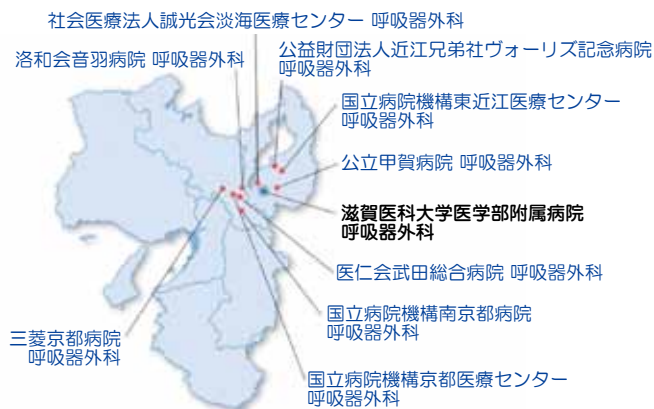 社会医療法人誠光会淡海医療センター 呼吸器外科
公益財団法人近江兄弟社ヴォーリズ記念病院
呼吸器外科
洛和会音羽病院 呼吸器外科
国立病院機構東近江医療センター
呼吸器外科
公立甲賀病院 呼吸器外科
滋賀医科大学医学部附属病院
呼吸器外科
医仁会武田総合病院 呼吸器外科
国立病院機構南京都病院
呼吸器外科
三菱京都病院
呼吸器外科
国立病院機構京都医療センター
呼吸器外科